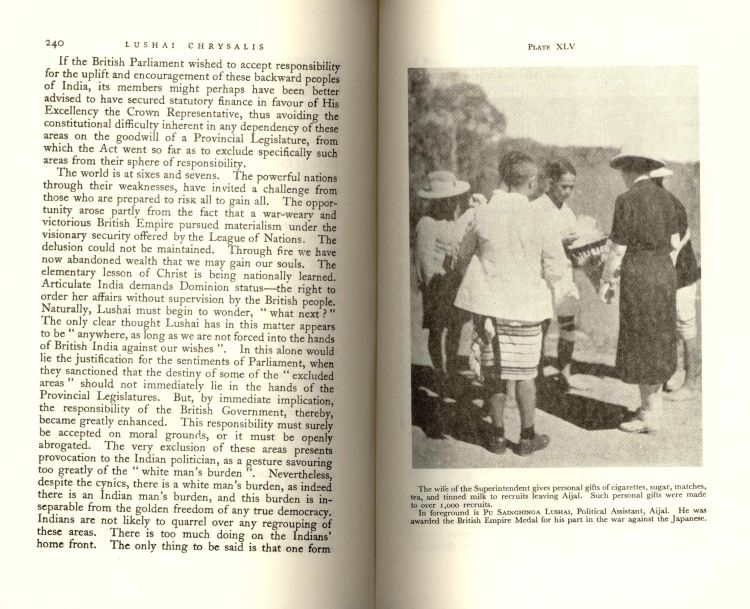 240
LUSHAI CHRYSALIS
If the British Parliament wished to accept responsibility
for the uplift and encouragement of these backward peoples
of India, its members might perhaps have been better
advised to have secured statutory finance in favour of His
Excellency the Crown Representative, thus avoiding the
constitutional difficulty inherent in any dependency of these
areas on the goodwill of a Provincial Legislature, from
which the Act went so far as to exclude specifically such
areas from their sphere of responsibility.
The world is at sixes and sevens. The powerful nations
through their weaknesses, have invited a challenge from
those who are prepared to risk all to gain all. The oppor-
tunity arose partly from the fact that a war-weary and
victorious British Empire pursued materialism under the
visionary security offered by the League of Nations. The
delusion could not be maintained. Through fire we have
now abandoned wealth that we may gain our souls. The
elementary lesson of Christ is being nationally learned.
Articulate India demands Dominion status—the right to
order her affairs without supervision by the British people.
Naturally, Lushai must begin to wonder, “ what next ? ”
The only clear thought Lushai has in this matter appears
to be “ anywhere, as long as we are not forced into the hands
of British India against our wishes ”. In this alone would
lie the justification for the sentiments of Parliament, when
they sanctioned that the destiny of some of the “ excluded
areas ” should not immediately lie in the hands of the
Provincial Legislatures. But, by immediate implication,
the responsibility of the British Government, thereby,
became greatly enhanced. This responsibility must surely
be accepted on moral grounds, or it must be openly
abrogated. The very exclusion of these areas presents
provocation to the Indian politician, as a gesture savouring
too greatly of the “ white man's burden ”. Nevertheless,
despite the cynics, there is a white man's burden, as indeed
there is an Indian man's burden, and this burden is in-
separable from the golden freedom of any true democracy.
Indians are not likely to quarrel over any regrouping of
these areas. There is too much doing on the Indians'
home front. The only thing to be said is that one form
PLATE XLV
The wife of the Superintendent gives personal gifts of cigarettes, sugar, matches,
tea, and tinned milk to recruits leaving Aijal. Such personal gifts were made
to over 1,000 recruits.
In foreground is PU SAINGHINGA LUSHAI, Political Assistant, Aijal. He was
awarded the British Empire Medal for his part in the war against the Japanese.